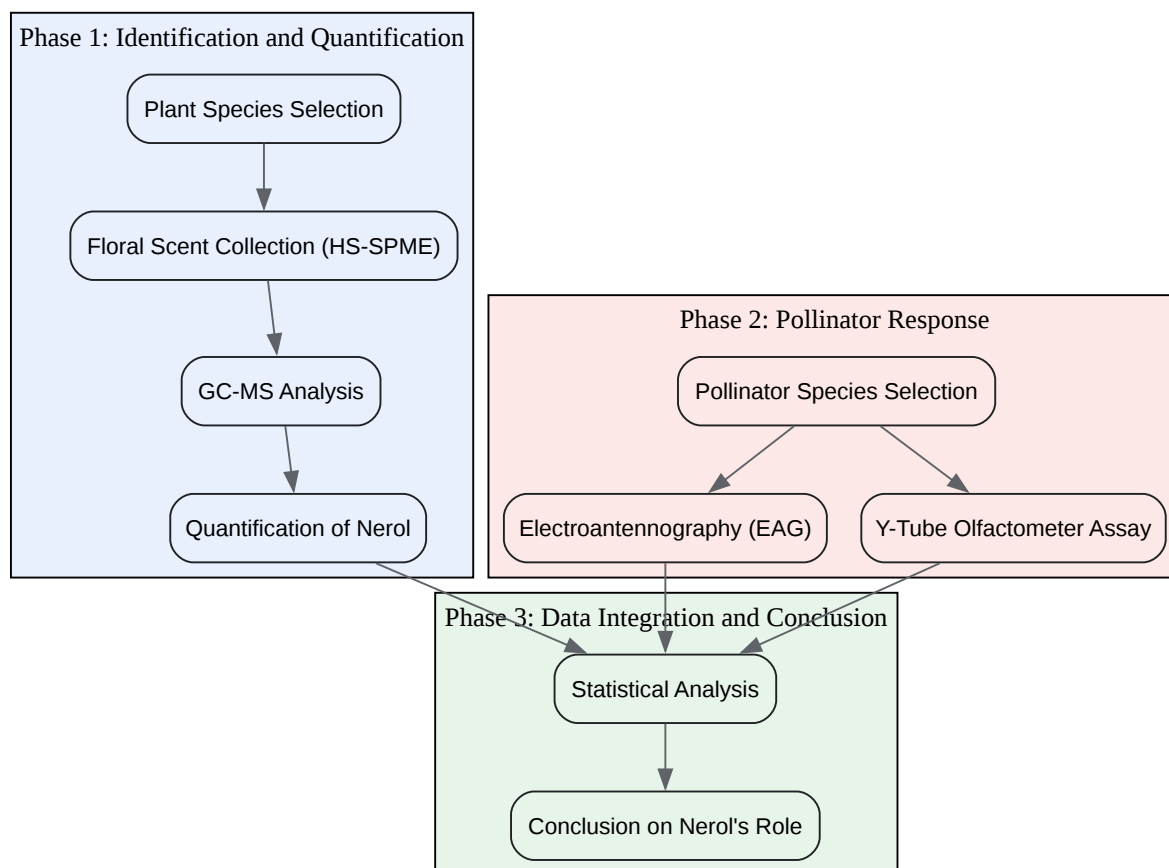 Phase 1: Identification and Quantification
Plant Species Selection
Floral Scent Collection (HS-SPME)
GC-MS Analysis
Quantification of Nerol
Phase 2: Pollinator Response
Pollinator Species Selection
Electroantennography (EAG)
Y-Tube Olfactometer Assay
Phase 3: Data Integration and Conclusion
Statistical Analysis
Conclusion on Nerol's Role